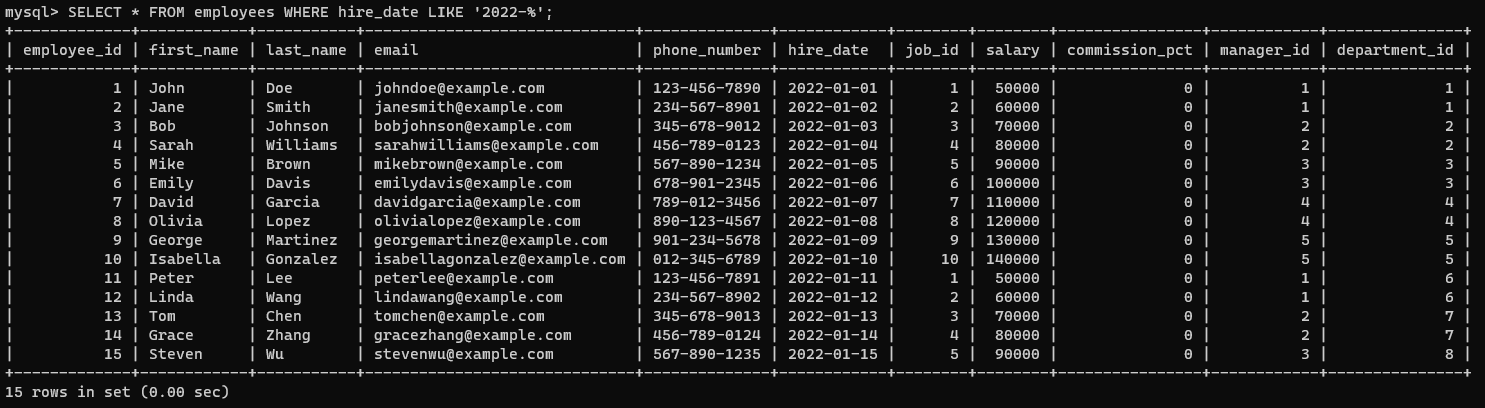 mysql> SELECT * FROM employees WHERE hire_date LIKE '2022-%';
+-------------+------------+-----------+------------------------------+--------------+------------+--------+--------+----------------+------------+---------------+
| employee_id | first_name | last_name | email                        | phone_number | hire_date  | job_id | salary | commission_pct | manager_id | department_id |
+-------------+------------+-----------+------------------------------+--------------+------------+--------+--------+----------------+------------+---------------+
|           1 | John       | Doe       | johndoe@example.com          | 123-456-7890 | 2022-01-01 |      1 |  50000 |              0 |          1 |             1 |
|           2 | Jane       | Smith     | janesmith@example.com        | 234-567-8901 | 2022-01-02 |      2 |  60000 |              0 |          1 |             1 |
|           3 | Bob        | Johnson   | bobjohnson@example.com       | 345-678-9012 | 2022-01-03 |      3 |  70000 |              0 |          2 |             2 |
|           4 | Sarah      | Williams  | sarahwilliams@example.com    | 456-789-0123 | 2022-01-04 |      4 |  80000 |              0 |          2 |             2 |
|           5 | Mike       | Brown     | mikebrown@example.com        | 567-890-1234 | 2022-01-05 |      5 |  90000 |              0 |          3 |             3 |
|           6 | Emily      | Davis     | emilydavis@example.com       | 678-901-2345 | 2022-01-06 |      6 | 100000 |              0 |          3 |             3 |
|           7 | David      | Garcia    | davidgarcia@example.com      | 789-012-3456 | 2022-01-07 |      7 | 110000 |              0 |          4 |             4 |
|           8 | Olivia     | Lopez     | olivialopez@example.com      | 890-123-4567 | 2022-01-08 |      8 | 120000 |              0 |          4 |             4 |
|           9 | George     | Martinez  | georgemartinez@example.com   | 901-234-5678 | 2022-01-09 |      9 | 130000 |              0 |          5 |             5 |
|          10 | Isabella   | Gonzalez  | isabellagonzalez@example.com | 012-345-6789 | 2022-01-10 |     10 | 140000 |              0 |          5 |             5 |
|          11 | Peter      | Lee       | peterlee@example.com         | 123-456-7891 | 2022-01-11 |      1 |  50000 |              0 |          1 |             6 |
|          12 | Linda      | Wang      | lindawang@example.com        | 234-567-8902 | 2022-01-12 |      2 |  60000 |              0 |          1 |             6 |
|          13 | Tom        | Chen      | tomchen@example.com          | 345-678-9013 | 2022-01-13 |      3 |  70000 |              0 |          2 |             7 |
|          14 | Grace      | Zhang     | gracezhang@example.com       | 456-789-0124 | 2022-01-14 |      4 |  80000 |              0 |          2 |             7 |
|          15 | Steven     | Wu        | stevenwu@example.com         | 567-890-1235 | 2022-01-15 |      5 |  90000 |              0 |          3 |             8 |
+-------------+------------+-----------+------------------------------+--------------+------------+--------+--------+----------------+------------+---------------+
15 rows in set (0.00 sec)